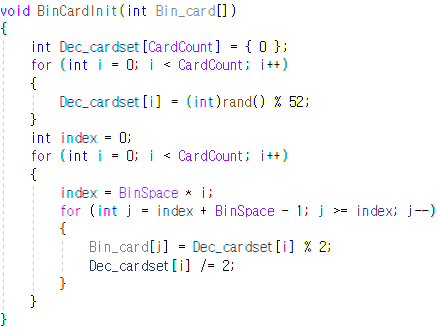 void BinCardInit(int Bin_card[])
{
    int Dec_cardset[CardCount] = { 0 };
    for (int i = 0; i < CardCount; i++)
    {
        Dec_cardset[i] = (int)rand() % 52;
    }
    int index = 0;
    for (int i = 0; i < CardCount; i++)
    {
        index = BinSpace * i;
        for (int j = index + BinSpace - 1; j >= index; j--)
        {
            Bin_card[j] = Dec_cardset[i] % 2;
            Dec_cardset[i] /= 2;
        }
    }
}